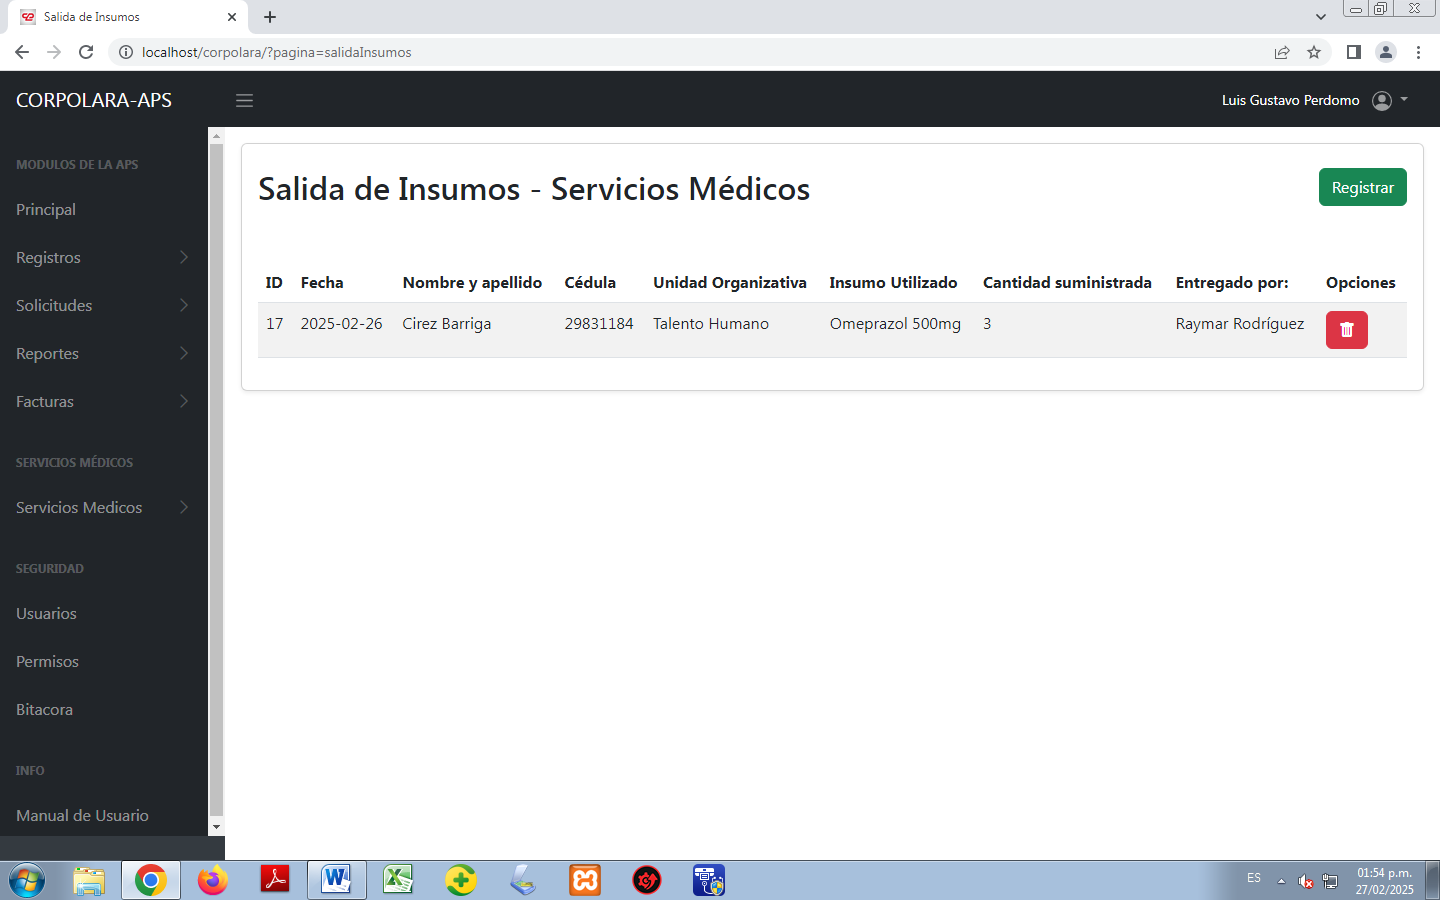 Salida de Insumos
localhost/corpolara/?pagina=salidaInsumos
CORPOLARA-APS
Luis Gustavo Perdomo
MODULOS DE LA APS
Principal
Registros
Solicitudes
Reportes
Facturas
SERVICIOS MÉDICOS
Servicios Medicos
SEGURIDAD
Usuarios
Permisos
Bitacora
INFO
Manual de Usuario
Salida de Insumos - Servicios Médicos
Registrar
ID Fecha Nombre y apellido Cédula Unidad Organizativa Insumo Utilizado Cantidad suministrada Entregado por: Opciones
17 2025-02-26 Cirez Barriga 29831184 Talento Humano Omeprazol 500mg 3 Raymar Rodríguez
ES
01:54 p.m.
27/02/2025